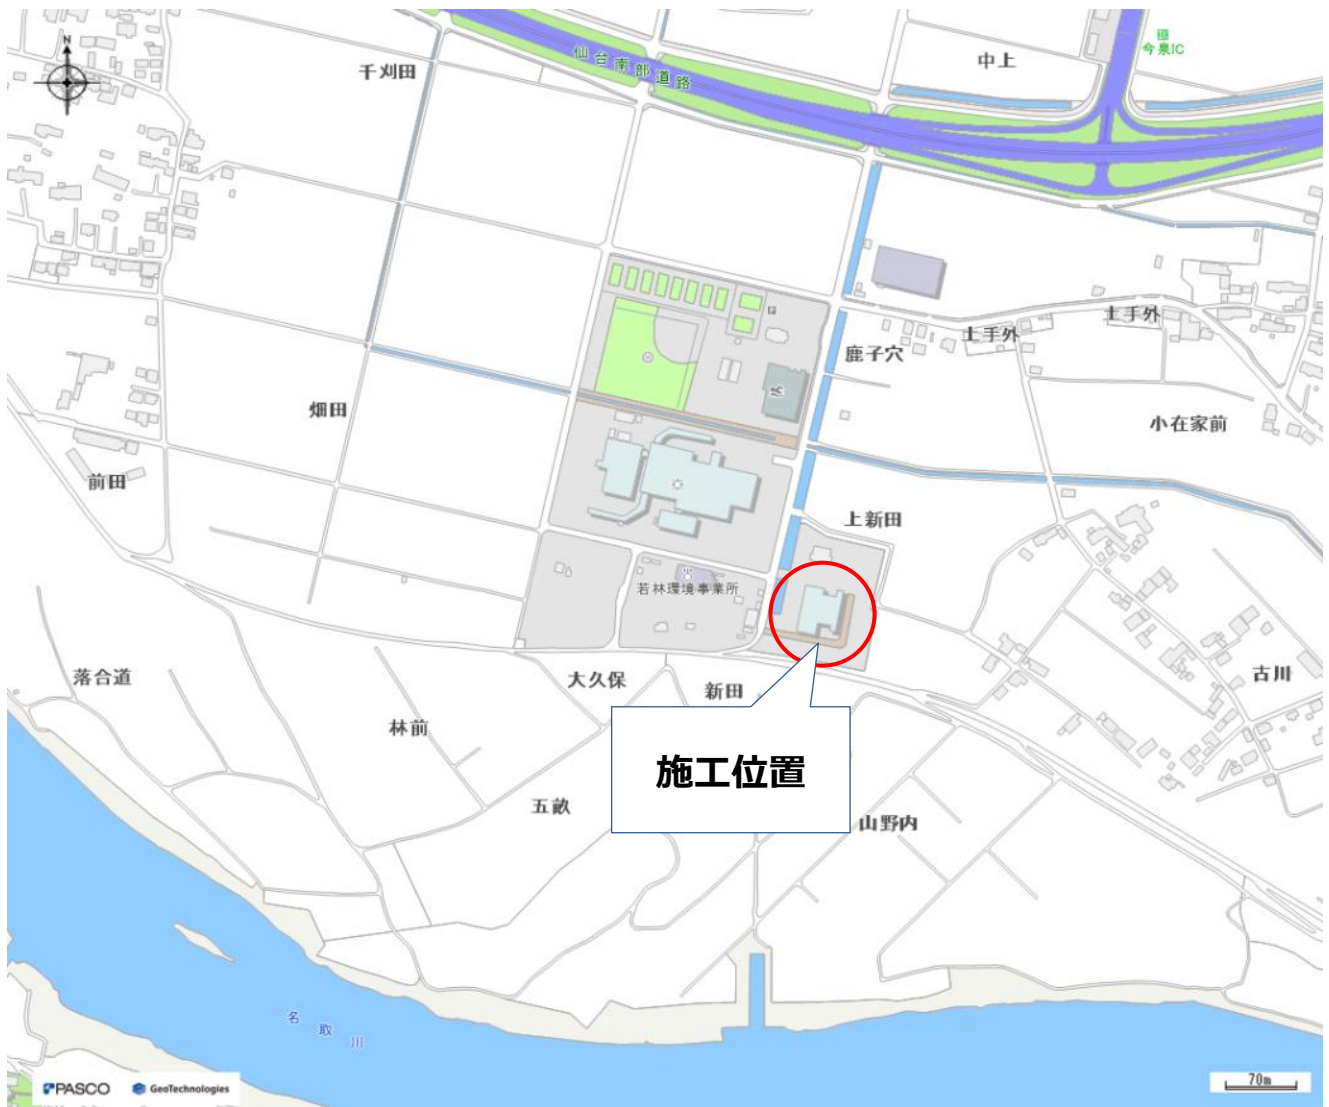 N
千刈田
仙台南部道路
中上
今泉IC
土手外
土手外
鹿子穴
畑田
小在家前
前田
上新田
若林環境事業所
落合道
大久保
新田
古川
林前
施工位置
五畝
山野内
名取川
PASCO
GeoTechnologies
70m